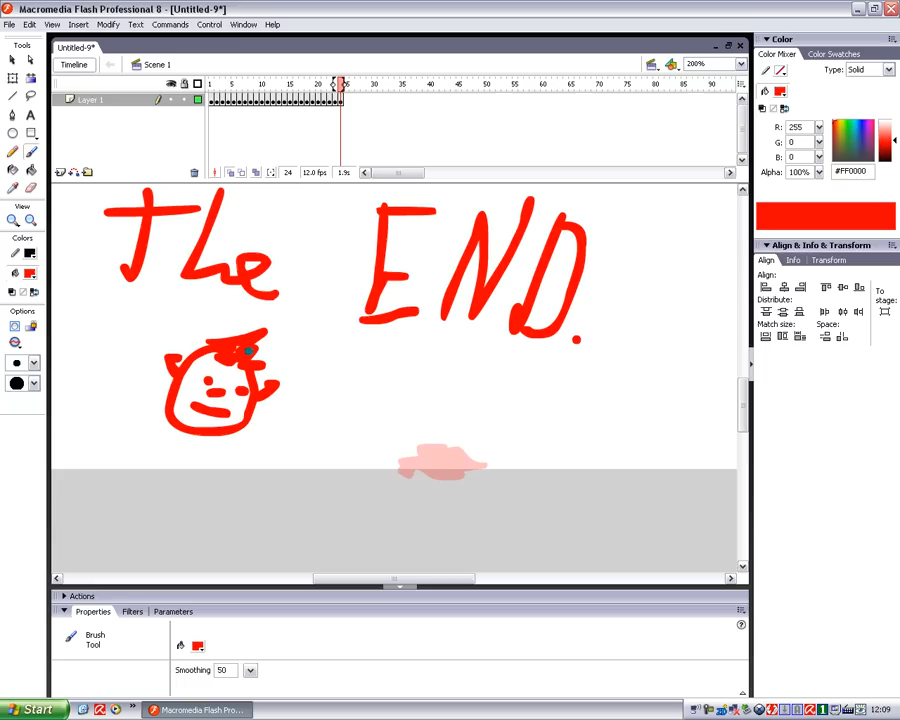 Macromedia Flash Professional 8 - [Untitled-9*]
File Edit View Insert Modify Text Commands Control Window Help
Tools
Untitled-9*
Timeline
Scene 1
200%
1 5 10 15 20 25 30 35 40 45 50 55 60 65 70 75 80 85 90
Layer 1
24 12.0 fps 1.9s
View
Colors
Options
The END.
Color
Color Mixer Color Swatches
Type: Solid
R: 255
G: 0
B: 0
Alpha: 100%
#FF0000
Align & Info & Transform
Align Info Transform
Align:
To stage:
Distribute:
Match size: Space:
Actions
Properties Filters Parameters
Brush Tool
Smoothing 50
Start
Macromedia Flash Pro...
12:09